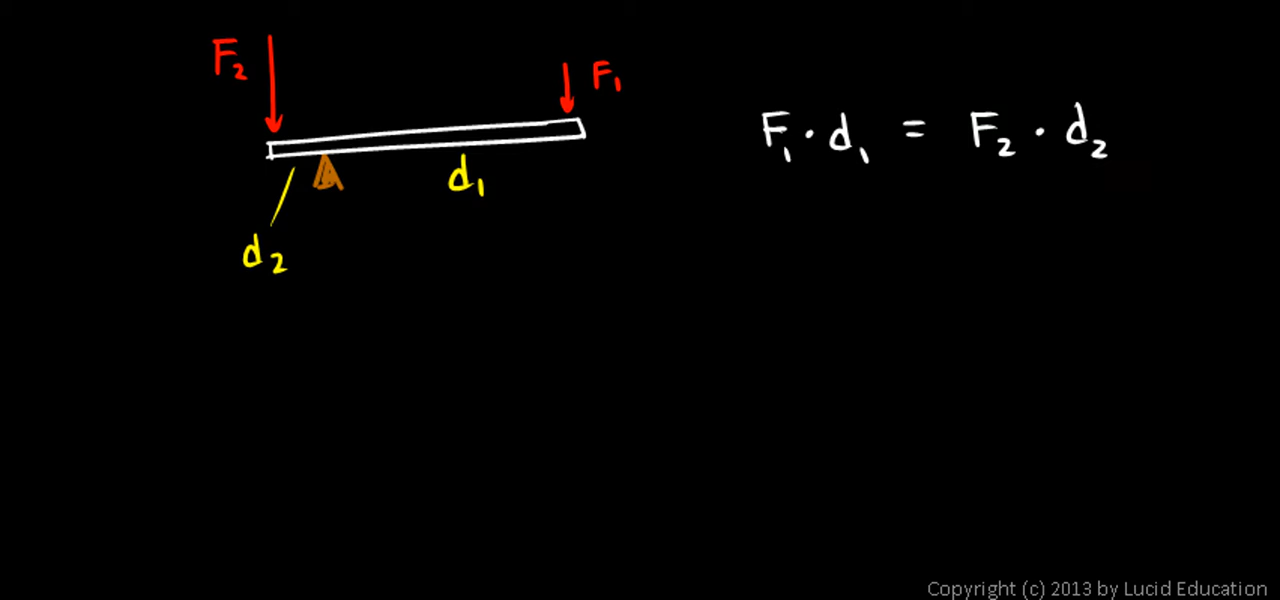 F₂
F₁
F₁ · d₁ = F₂ · d₂
d₁
d₂
Copyright (c) 2013 by Lucid Education